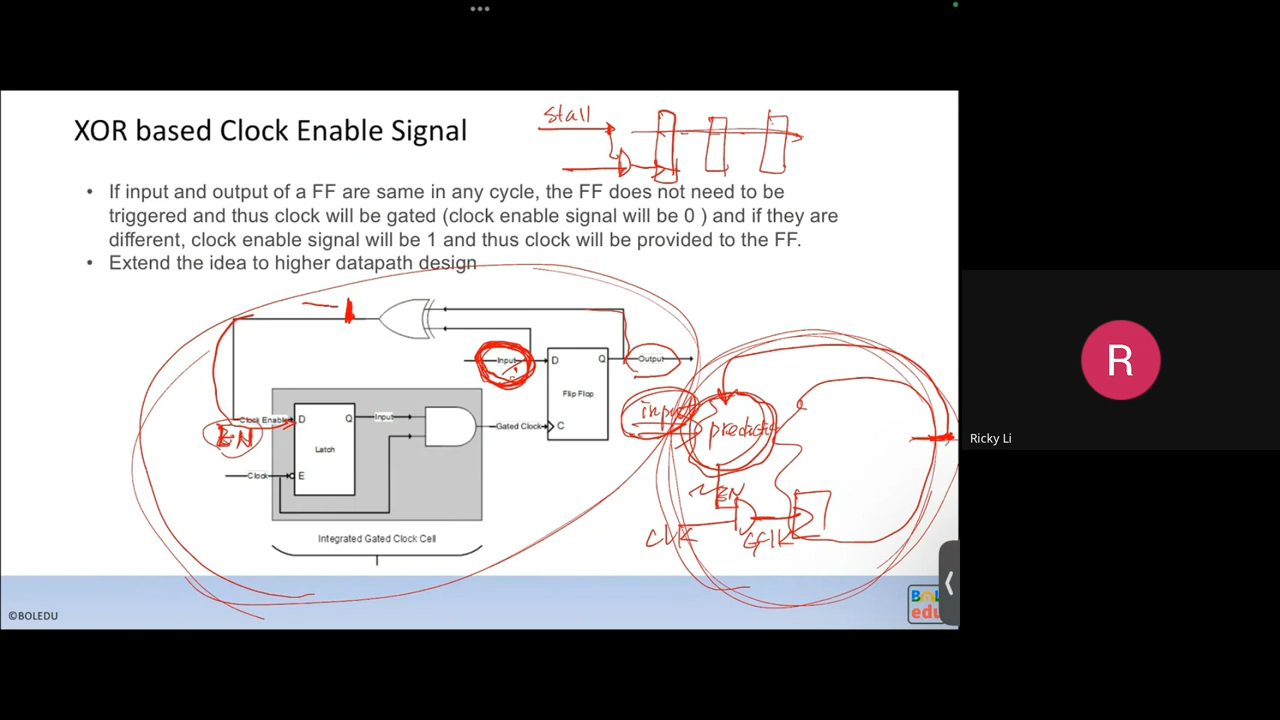 XOR based Clock Enable Signal
stall
• If input and output of a FF are same in any cycle, the FF does not need to be
triggered and thus clock will be gated (clock enable signal will be 0 ) and if they are
different, clock enable signal will be 1 and thus clock will be provided to the FF.
• Extend the idea to higher datapath design
Input
D
Q
Output
Flip Flop
C
Clock Enable
EN
D
Q
Input
Latch
Gated Clock
Clock
E
Integrated Gated Clock Cell
input
predict
~EN
CLK
GClk
©BOLEDU
BOL
edu
R
Ricky Li